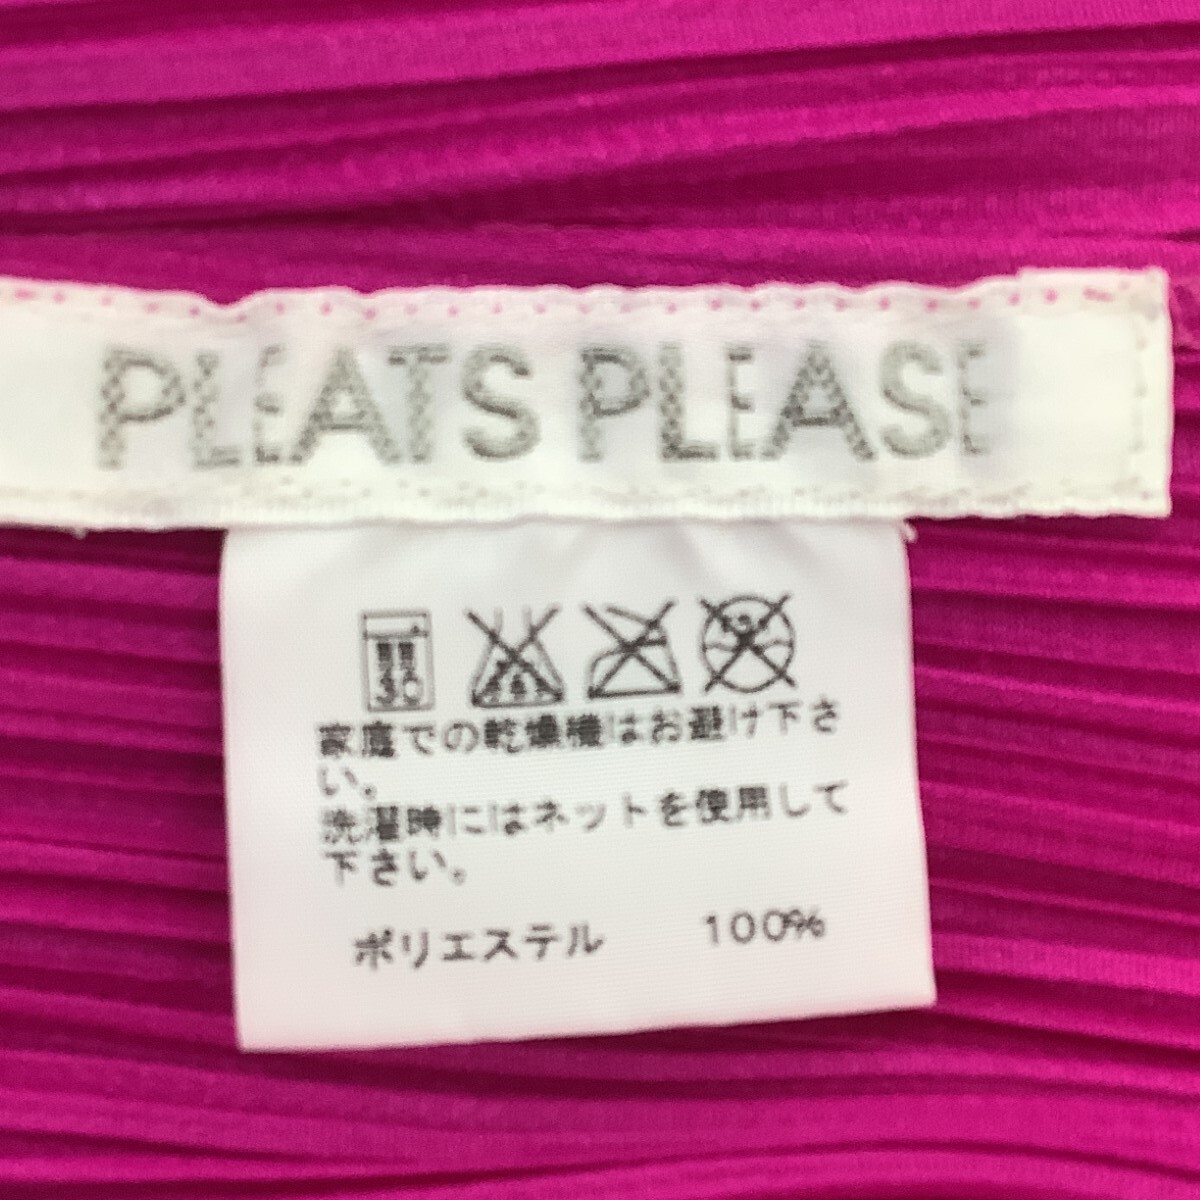 PLEATS PLEASE
30
家庭での乾燥機はお避け下さ
い。
洗濯時にはネットを使用して
下さい。
ポリエステル 100%